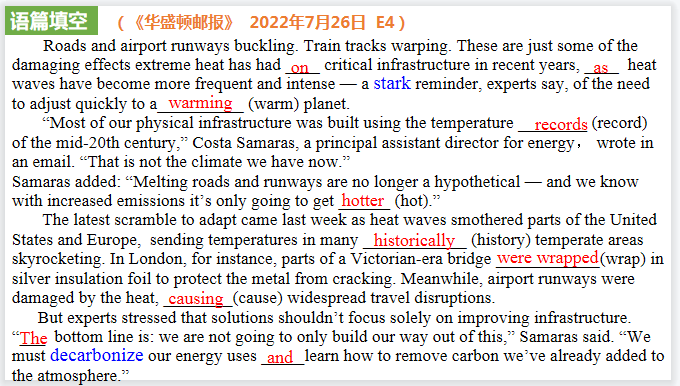 语篇填空 （《华盛顿邮报》 2022年7月26日 E4）
Roads and airport runways buckling. Train tracks warping. These are just some of the
damaging effects extreme heat has had on critical infrastructure in recent years, as heat
waves have become more frequent and intense — a stark reminder, experts say, of the need
to adjust quickly to a warming (warm) planet.
“Most of our physical infrastructure was built using the temperature records (record)
of the mid-20th century,” Costa Samaras, a principal assistant director for energy， wrote in
an email. “That is not the climate we have now.”
Samaras added: “Melting roads and runways are no longer a hypothetical — and we know
with increased emissions it’s only going to get hotter (hot).”
The latest scramble to adapt came last week as heat waves smothered parts of the United
States and Europe, sending temperatures in many historically (history) temperate areas
skyrocketing. In London, for instance, parts of a Victorian-era bridge were wrapped(wrap) in
silver insulation foil to protect the metal from cracking. Meanwhile, airport runways were
damaged by the heat, causing (cause) widespread travel disruptions.
But experts stressed that solutions shouldn’t focus solely on improving infrastructure.
“The bottom line is: we are not going to only build our way out of this,” Samaras said. “We
must decarbonize our energy uses and learn how to remove carbon we’ve already added to
the atmosphere.”